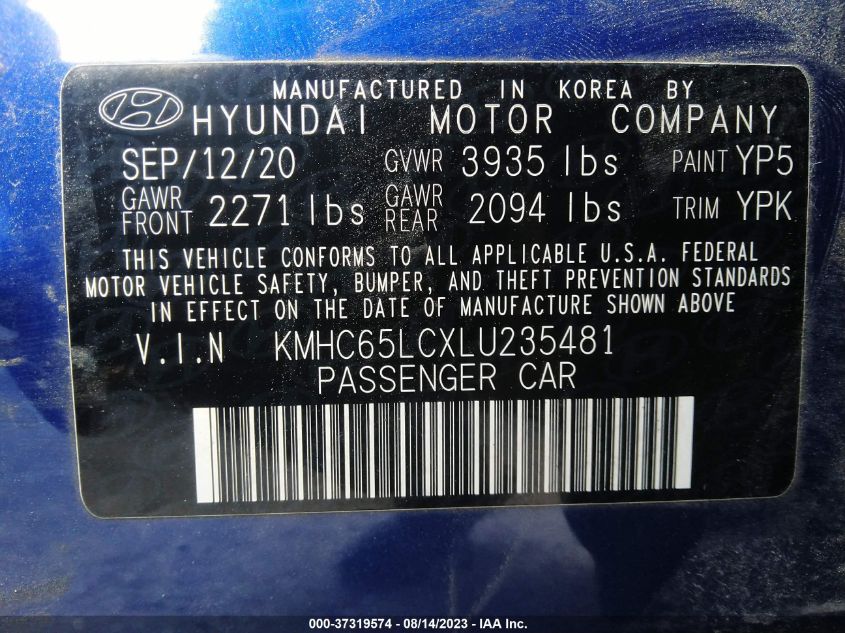 MANUFACTURED IN KOREA BY
HYUNDAI MOTOR COMPANY
SEP/12/20 GVWR 3935 lbs PAINT YP5
GAWR FRONT 2271 lbs GAWR REAR 2094 lbs TRIM YPK
THIS VEHICLE CONFORMS TO ALL APPLICABLE U.S.A. FEDERAL
MOTOR VEHICLE SAFETY, BUMPER, AND THEFT PREVENTION STANDARDS
IN EFFECT ON THE DATE OF MANUFACTURE SHOWN ABOVE
V.I.N KMHC65LCXLU235481
PASSENGER CAR
000-37319574 - 08/14/2023 - IAA Inc.